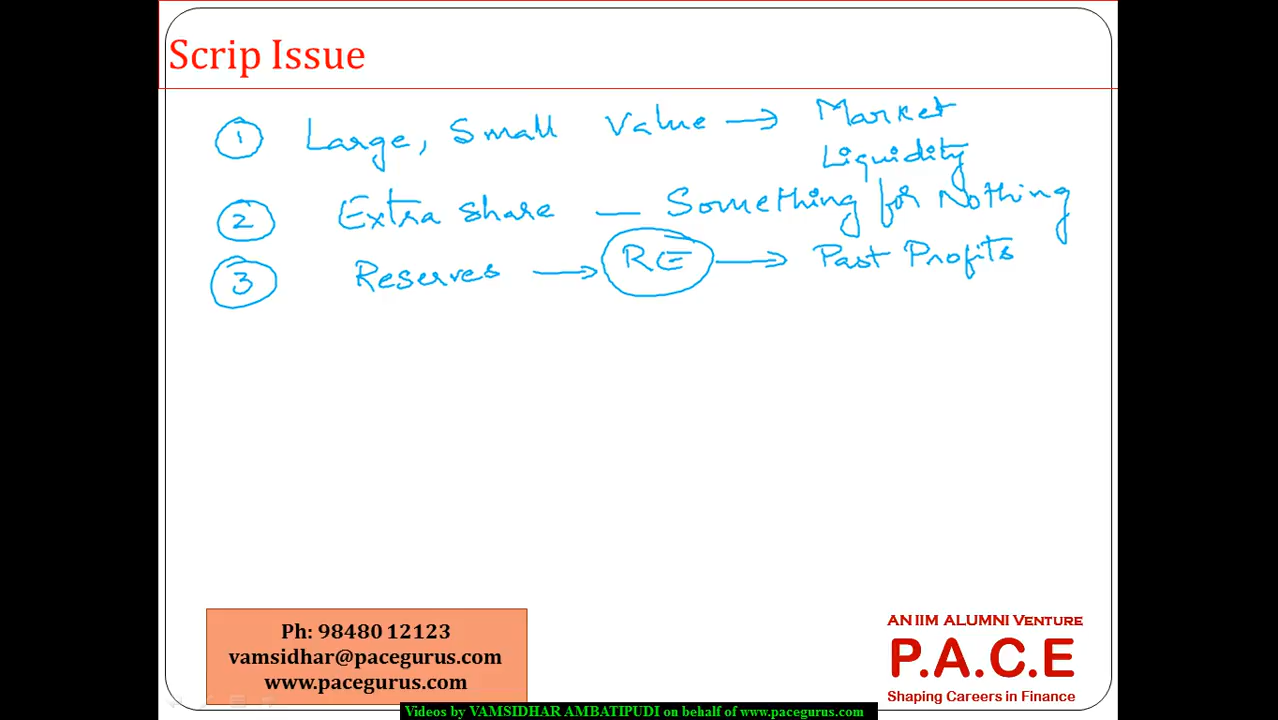 Scrip Issue
1 Large, Small Value → Market
Liquidity
2 Extra Share — Something for Nothing
3 Reserves → RE → Past Profits
Ph: 98480 12123
vamsidhar@pacegurus.com
www.pacegurus.com
AN IIM ALUMNI VENTURE
P.A.C.E
Shaping Careers in Finance
Videos by VAMSIDHAR AMBATIPUDI on behalf of www.pacegurus.com